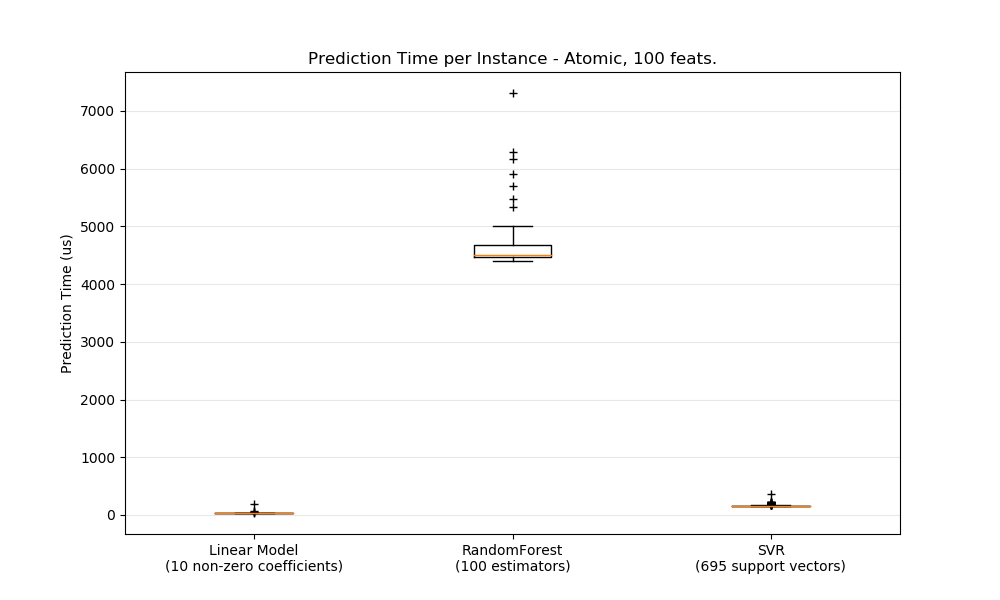 Prediction Time per Instance - Atomic, 100 feats.
7000
6000
5000
4000
3000
2000
1000
0
Prediction Time (us)
Linear Model
(10 non-zero coefficients)
RandomForest
(100 estimators)
SVR
(695 support vectors)